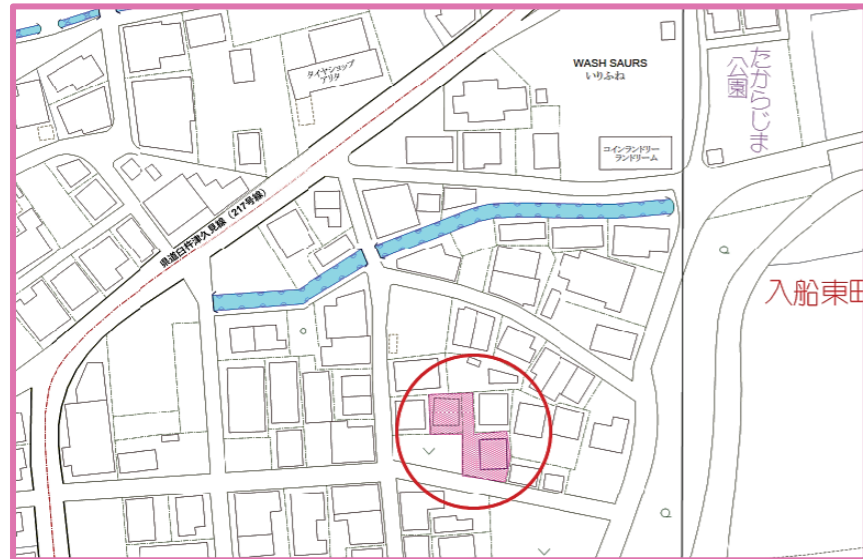 タイヤショップ
アリタ
WASH SAURS
いりふね
たからじま
公園
コインランドリー
ランドリーム
県道臼杵津久見線（217号線）
入船東町